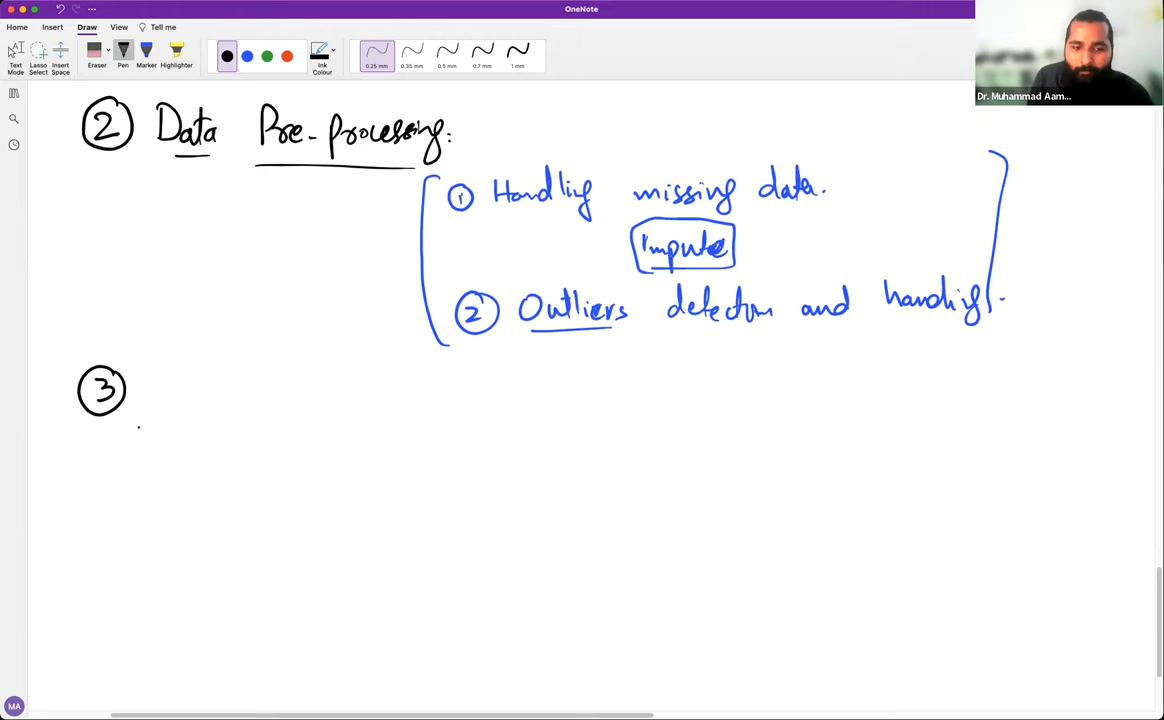 OneNote
Home Insert Draw View Tell me
Text Mode Lasso Select Insert Space Eraser Pen Marker Highlighter Ink Colour 0.25 mm 0.35 mm 0.5 mm 0.7 mm 1 mm
Dr. Muhammad Aam...
② Data Pre-processing:
① Handling missing data.
Impute
② Outliers detection and handling.
③
MA